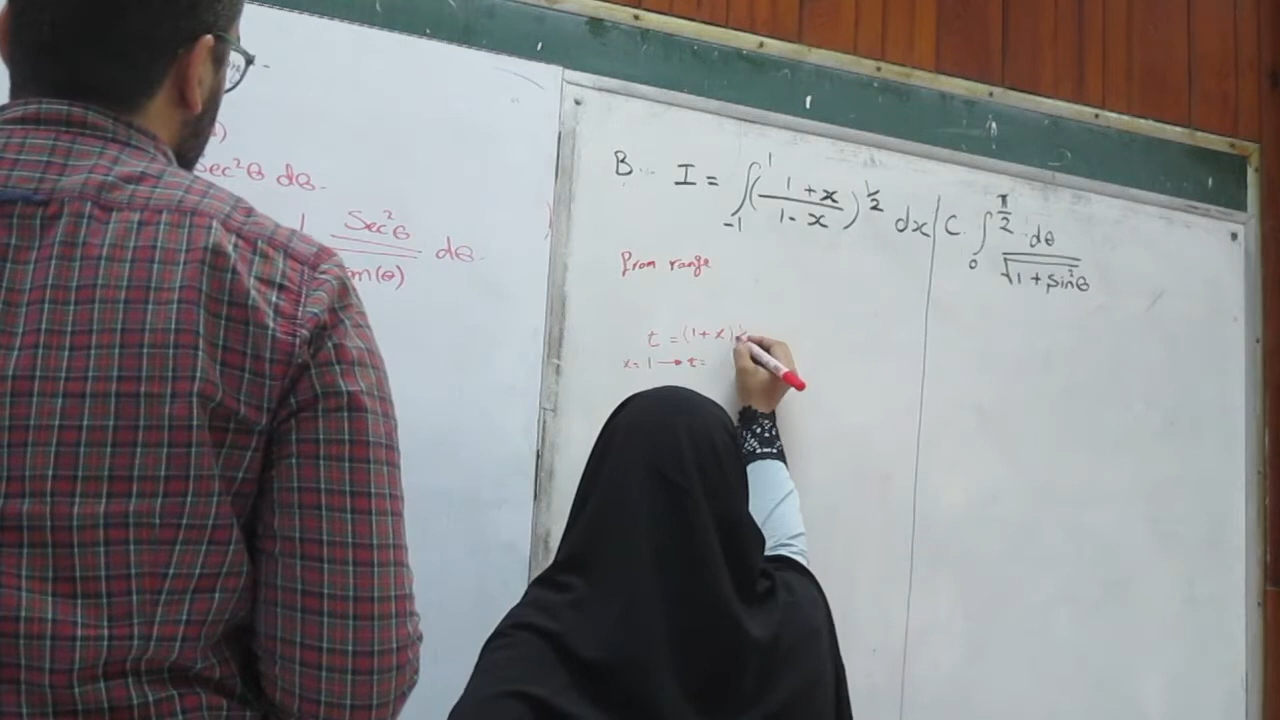 Sec²θ dθ.
Sec²θ / (θ) dθ.
B. I = ∫₋₁¹ ((1+x)/(1-x))^½ dx
from range
t = (1+x)
x = 1 → t =
C. ∫₀^(π/2) dθ / √(1 + sin²θ)